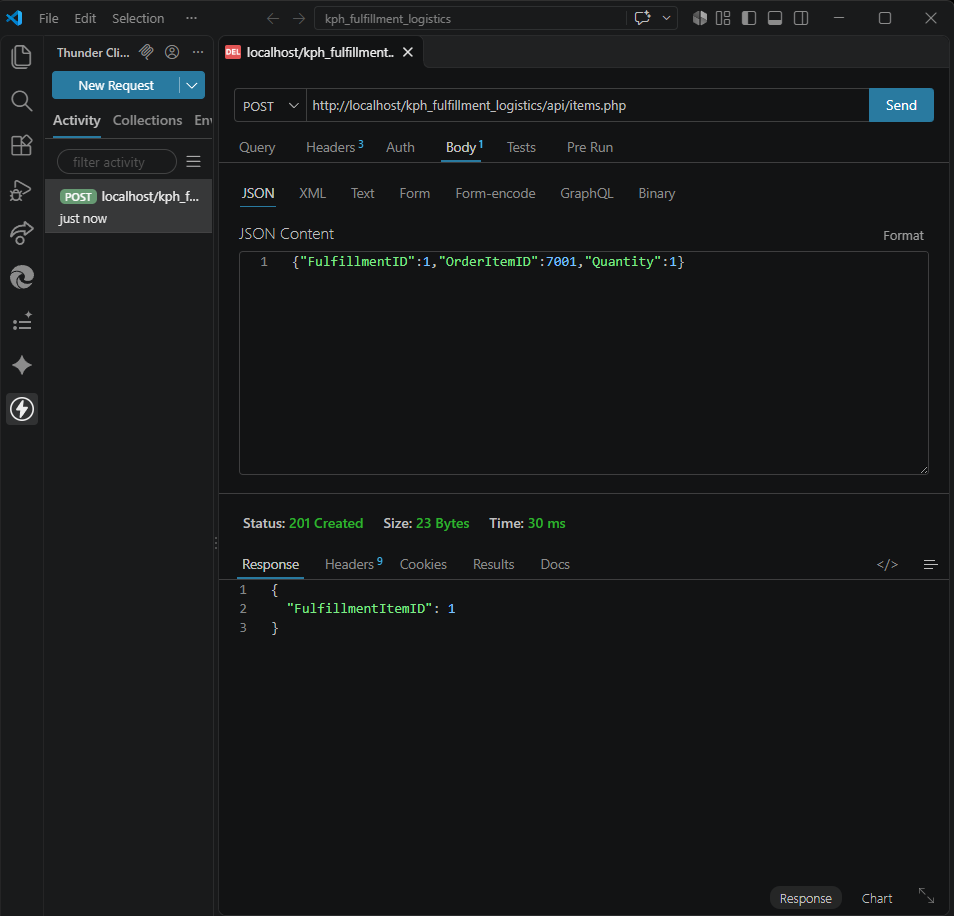 File Edit Selection ··· kph_fulfillment_logistics
Thunder Cli... ···
New Request
Activity Collections Env
filter activity
POST localhost/kph_f...
just now
DEL localhost/kph_fulfillment..
POST http://localhost/kph_fulfillment_logistics/api/items.php Send
Query Headers 3 Auth Body 1 Tests Pre Run
JSON XML Text Form Form-encode GraphQL Binary
JSON Content Format
1 {"FulfillmentID":1,"OrderItemID":7001,"Quantity":1}
Status: 201 Created Size: 23 Bytes Time: 30 ms
Response Headers 9 Cookies Results Docs </>
1 {
2 "FulfillmentItemID": 1
3 }
Response Chart